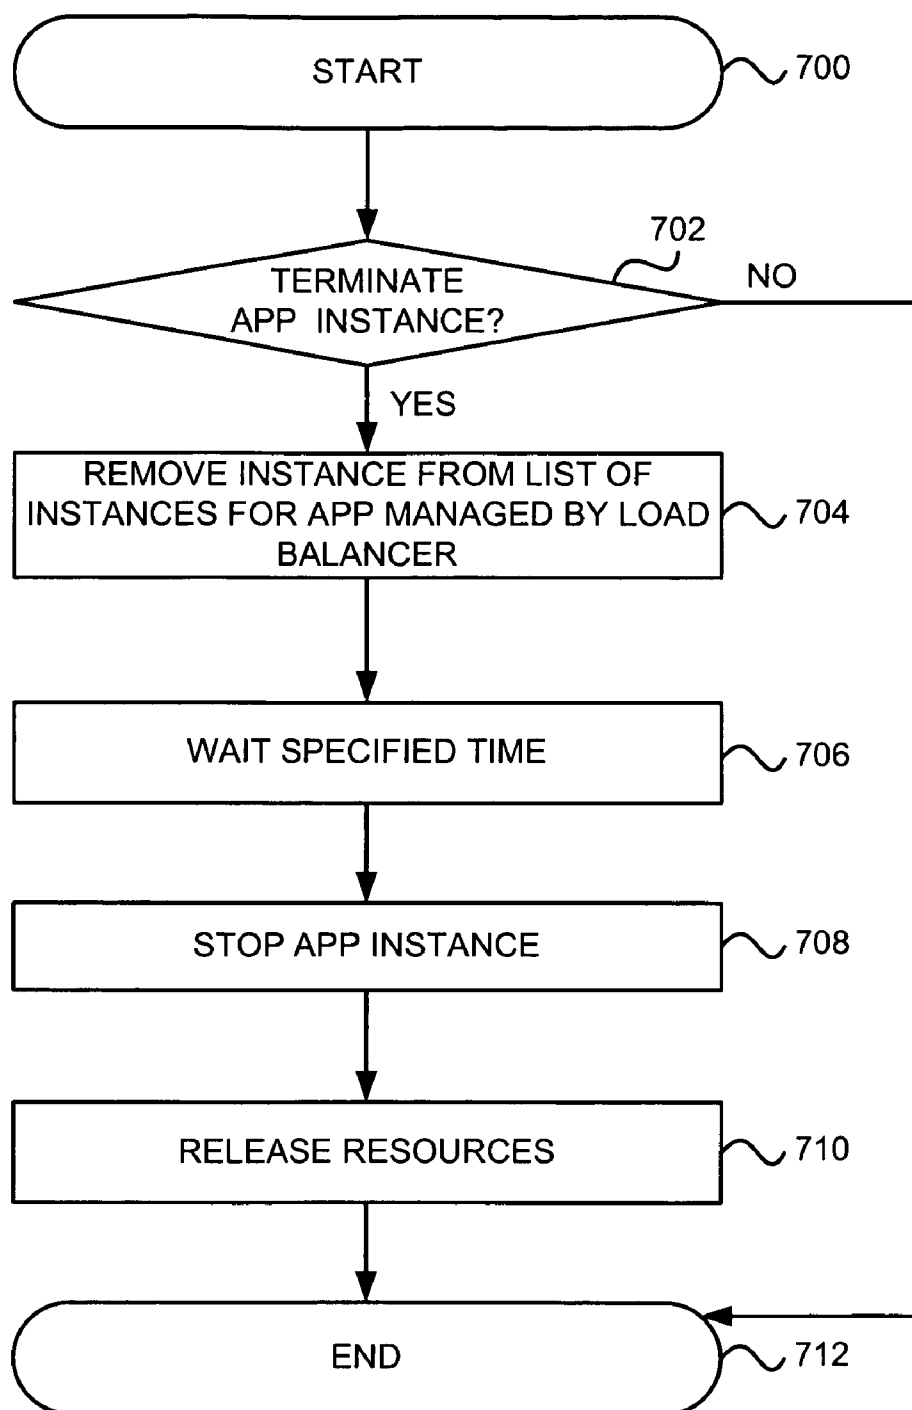 START
700
702
TERMINATE
APP INSTANCE?
NO
YES
REMOVE INSTANCE FROM LIST OF
INSTANCES FOR APP MANAGED BY LOAD
BALANCER
704
WAIT SPECIFIED TIME
706
STOP APP INSTANCE
708
RELEASE RESOURCES
710
END
712